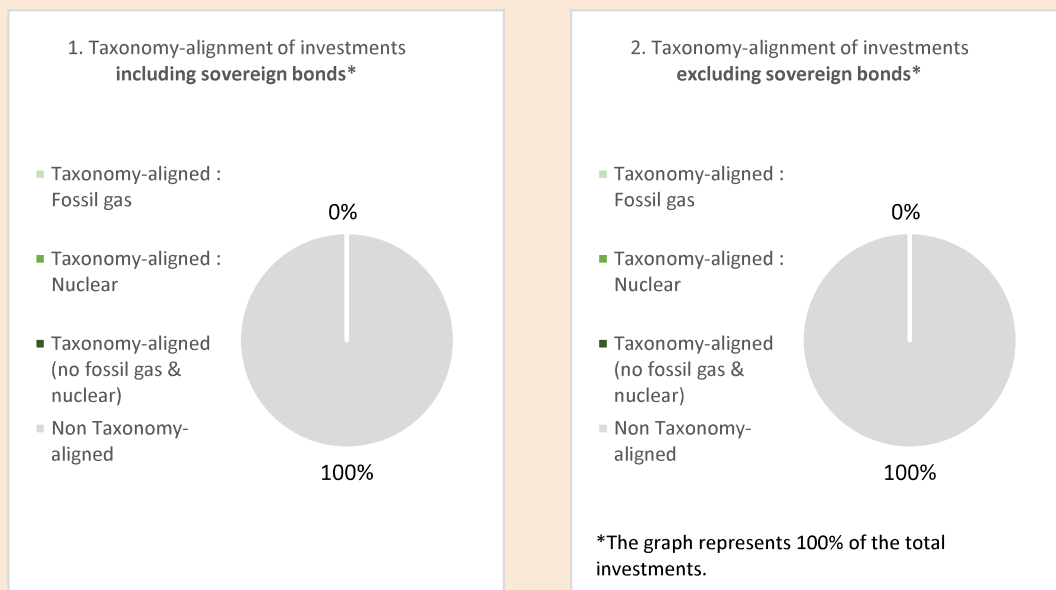 1. Taxonomy-alignment of investments
including sovereign bonds*
Taxonomy-aligned :
Fossil gas
Taxonomy-aligned :
Nuclear
Taxonomy-aligned
(no fossil gas &
nuclear)
Non Taxonomy-
aligned
0%
100%
2. Taxonomy-alignment of investments
excluding sovereign bonds*
Taxonomy-aligned :
Fossil gas
Taxonomy-aligned :
Nuclear
Taxonomy-aligned
(no fossil gas &
nuclear)
Non Taxonomy-
aligned
0%
100%
*The graph represents 100% of the total
investments.